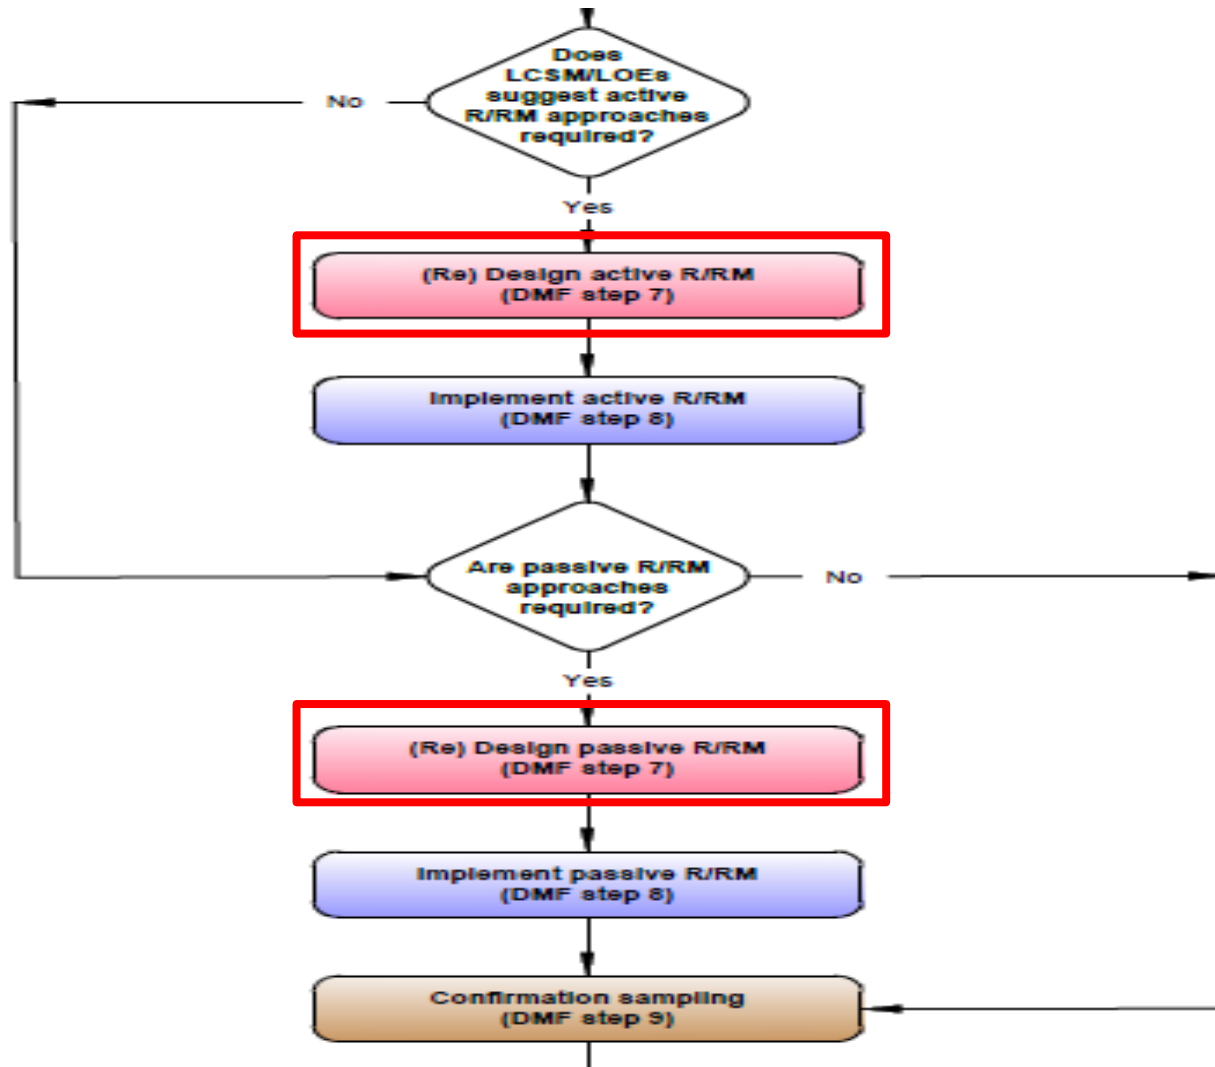 Does
LCSM/LOEs
suggest active
R/RM approaches
required?
No
Yes
(Re) Design active R/RM
(DMF step 7)
Implement active R/RM
(DMF step 8)
Are passive R/RM
approaches
required?
No
Yes
(Re) Design passive R/RM
(DMF step 7)
Implement passive R/RM
(DMF step 8)
Confirmation sampling
(DMF step 9)